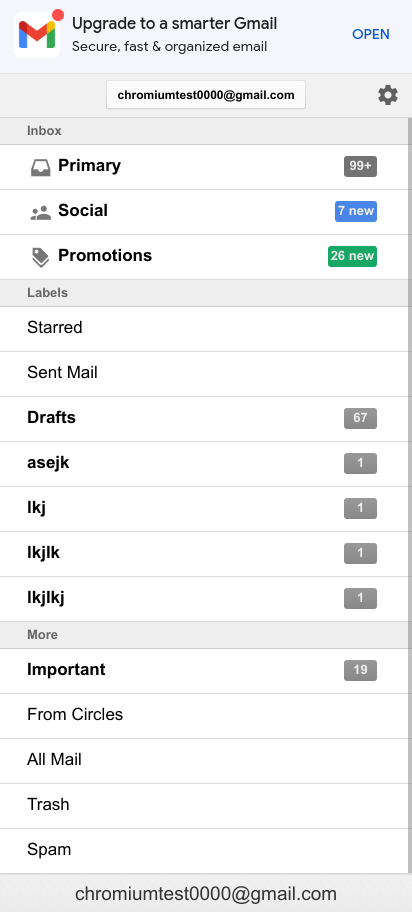 Upgrade to a smarter Gmail
Secure, fast & organized email
OPEN
chromiumtest0000@gmail.com
Inbox
Primary 99+
Social 7 new
Promotions 26 new
Labels
Starred
Sent Mail
Drafts 67
asejk 1
lkj 1
lkjlk 1
lkjlkj 1
More
Important 19
From Circles
All Mail
Trash
Spam
chromiumtest0000@gmail.com